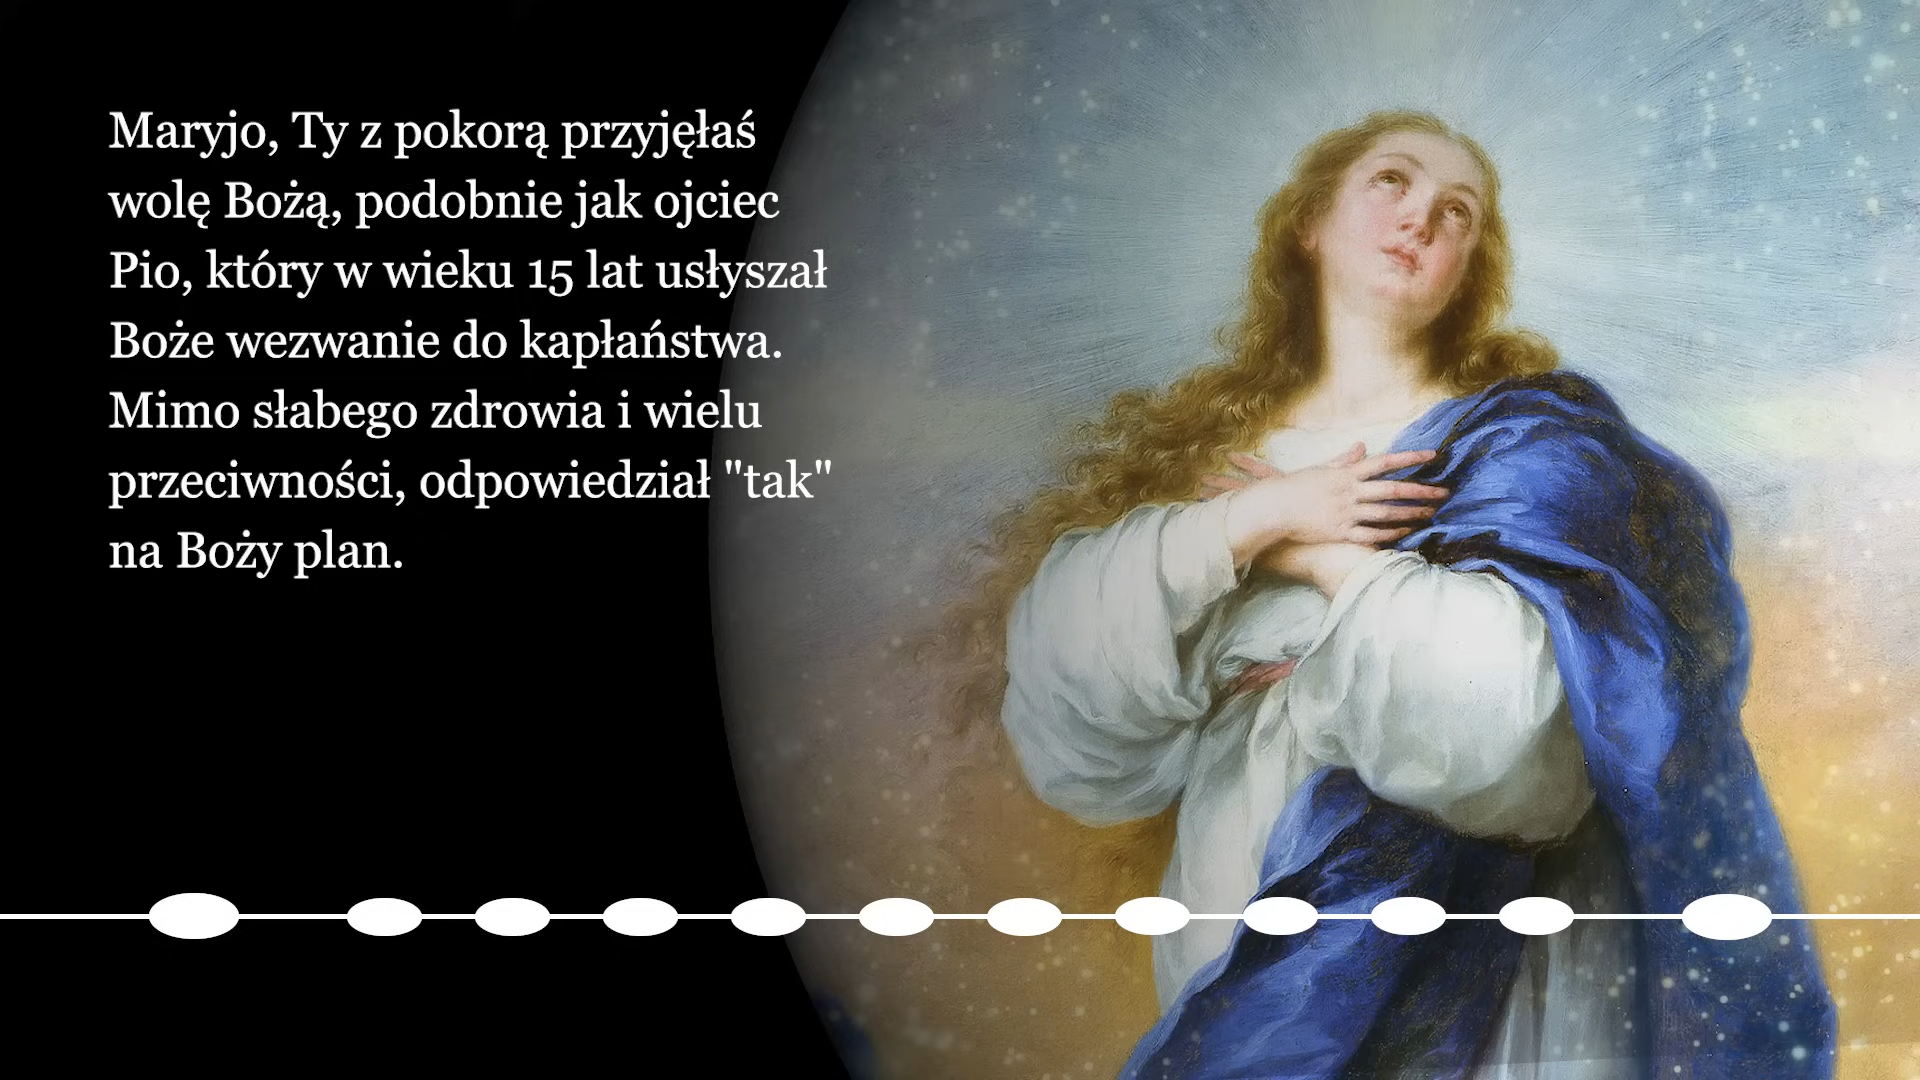 Maryjo, Ty z pokorą przyjęłaś
wolę Bożą, podobnie jak ojciec
Pio, który w wieku 15 lat usłyszał
Boże wezwanie do kapłaństwa.
Mimo słabego zdrowia i wielu
przeciwności, odpowiedział "tak"
na Boży plan.